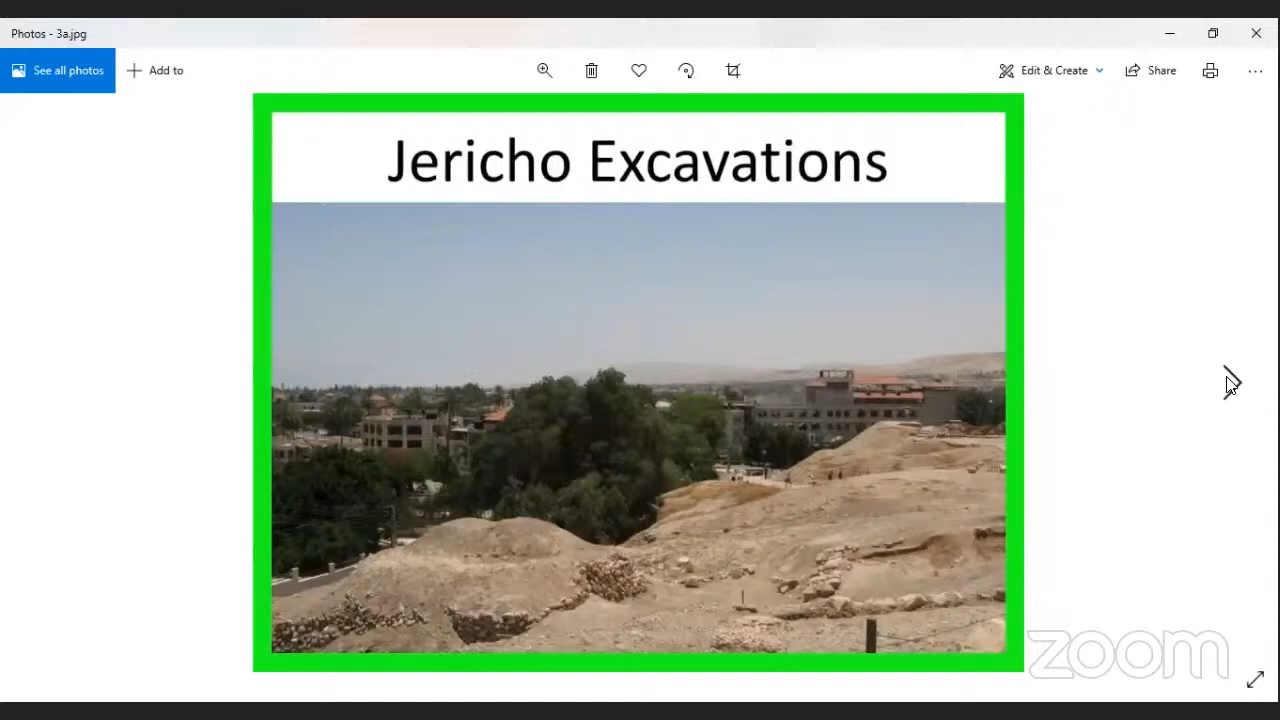 Photos - 3a.jpg
See all photos
Add to
Edit & Create
Share
Jericho Excavations
zoom